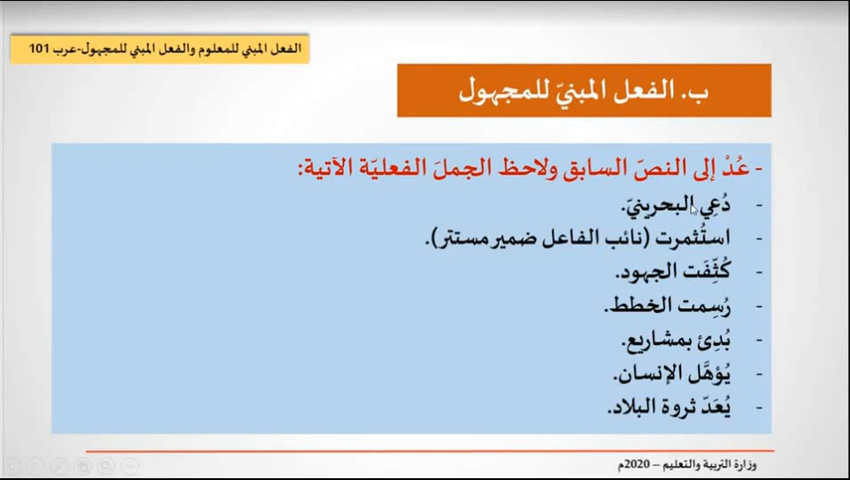 الفعل المبني للمعلوم والفعل المبني للمجهول-عرب 101
ب. الفعل المبنيّ للمجهول
- عُدْ إلى النصّ السابق ولاحظ الجملَ الفعليّة الآتية:
- دُعِي البحرينيّ.
- استُثمرت (نائب الفاعل ضمير مستتر).
- كُثِّفَت الجهود.
- رُسِمت الخطط.
- بُدِئ بمشاريع.
- يُؤهَّل الإنسان.
- يُعَدّ ثروة البلاد.
وزارة التربية والتعليم – 2020م